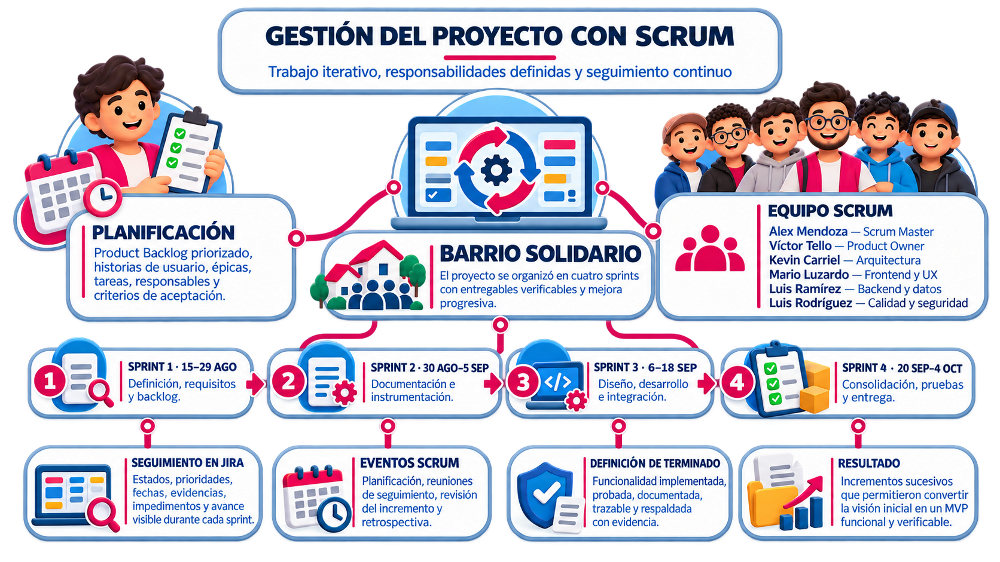 GESTIÓN DEL PROYECTO CON SCRUM
Trabajo iterativo, responsabilidades definidas y seguimiento continuo
PLANIFICACIÓN
Product Backlog priorizado,
historias de usuario, épicas,
tareas, responsables y
criterios de aceptación.
BARRIO SOLIDARIO
El proyecto se organizó en cuatro sprints
con entregables verificables y mejora
progresiva.
EQUIPO SCRUM
Alex Mendoza — Scrum Master
Víctor Tello — Product Owner
Kevin Carriel — Arquitectura
Mario Luzardo — Frontend y UX
Luis Ramírez — Backend y datos
Luis Rodríguez — Calidad y seguridad
1
SPRINT 1 · 15–29 AGO
Definición, requisitos
y backlog.
2
SPRINT 2 · 30 AGO–5 SEP
Documentación e
instrumentación.
3
</>
SPRINT 3 · 6–18 SEP
Diseño, desarrollo
e integración.
4
SPRINT 4 · 20 SEP–4 OCT
Consolidación, pruebas
y entrega.
SEGUIMIENTO EN JIRA
Estados, prioridades,
fechas, evidencias,
impedimentos y avance
visible durante cada sprint.
EVENTOS SCRUM
Planificación, reuniones
de seguimiento, revisión
del incremento y
retrospectiva.
DEFINICIÓN DE TERMINADO
Funcionalidad implementada,
probada, documentada,
trazable y respaldada
con evidencia.
RESULTADO
Incrementos sucesivos
que permitieron convertir
la visión inicial en un MVP
funcional y verificable.